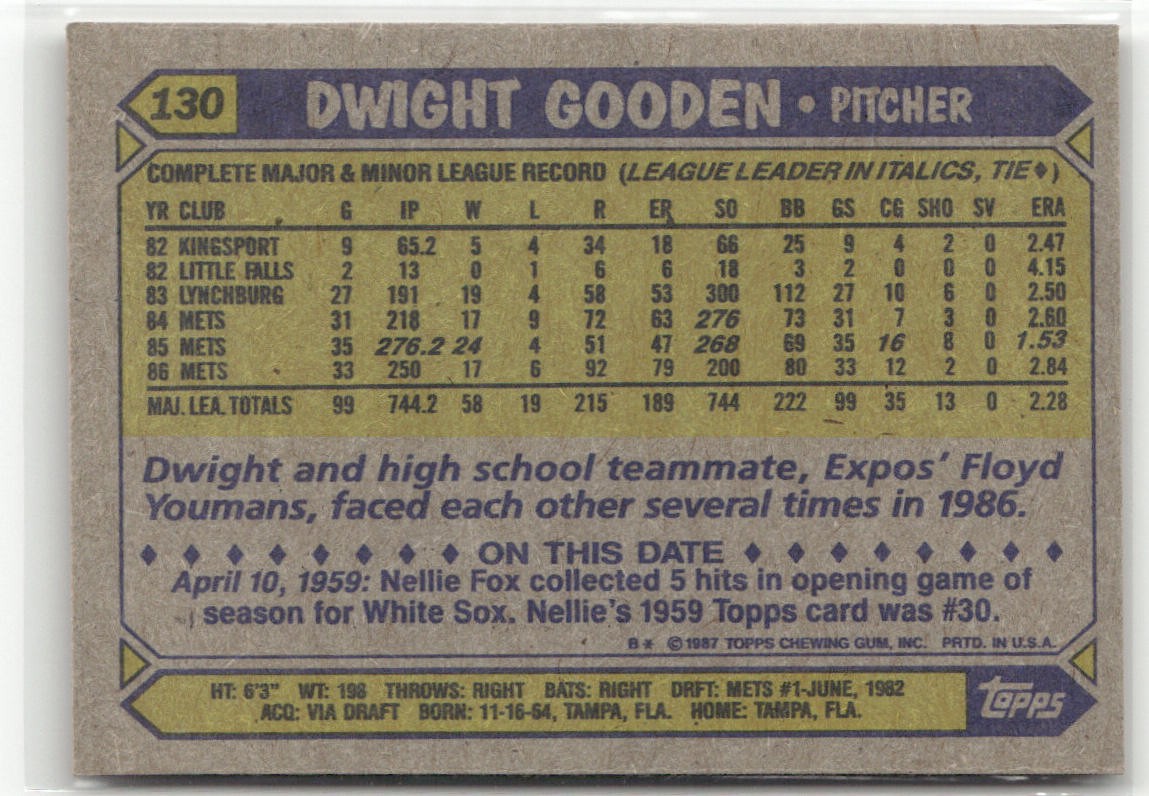 130 DWIGHT GOODEN • PITCHER
COMPLETE MAJOR & MINOR LEAGUE RECORD (LEAGUE LEADER IN ITALICS, TIE♦)
YR CLUB G IP W L R ER SO BB GS CG SHO SV ERA
82 KINGSPORT 9 65.2 5 4 34 18 66 25 9 4 2 0 2.47
82 LITTLE FALLS 2 13 0 1 6 6 18 3 2 0 0 0 4.15
83 LYNCHBURG 27 191 19 4 58 53 300 112 27 10 6 0 2.50
84 METS 31 218 17 9 72 63 276 73 31 7 3 0 2.60
85 METS 35 276.2 24 4 51 47 268 69 35 16 8 0 1.53
86 METS 33 250 17 6 92 79 200 80 33 12 2 0 2.84
MAJ. LEA. TOTALS 99 744.2 58 19 215 189 744 222 99 35 13 0 2.28
Dwight and high school teammate, Expos' Floyd
Youmans, faced each other several times in 1986.
♦ ♦ ♦ ♦ ♦ ♦ ♦ ♦ ON THIS DATE ♦ ♦ ♦ ♦ ♦ ♦ ♦ ♦
April 10, 1959: Nellie Fox collected 5 hits in opening game of
season for White Sox. Nellie's 1959 Topps card was #30.
B* ©1987 TOPPS CHEWING GUM, INC. PRTD. IN U.S.A.
HT: 6'3" WT: 198 THROWS: RIGHT BATS: RIGHT DRFT: METS #1-JUNE, 1982
ACQ: VIA DRAFT BORN: 11-16-64, TAMPA, FLA. HOME: TAMPA, FLA.
topps